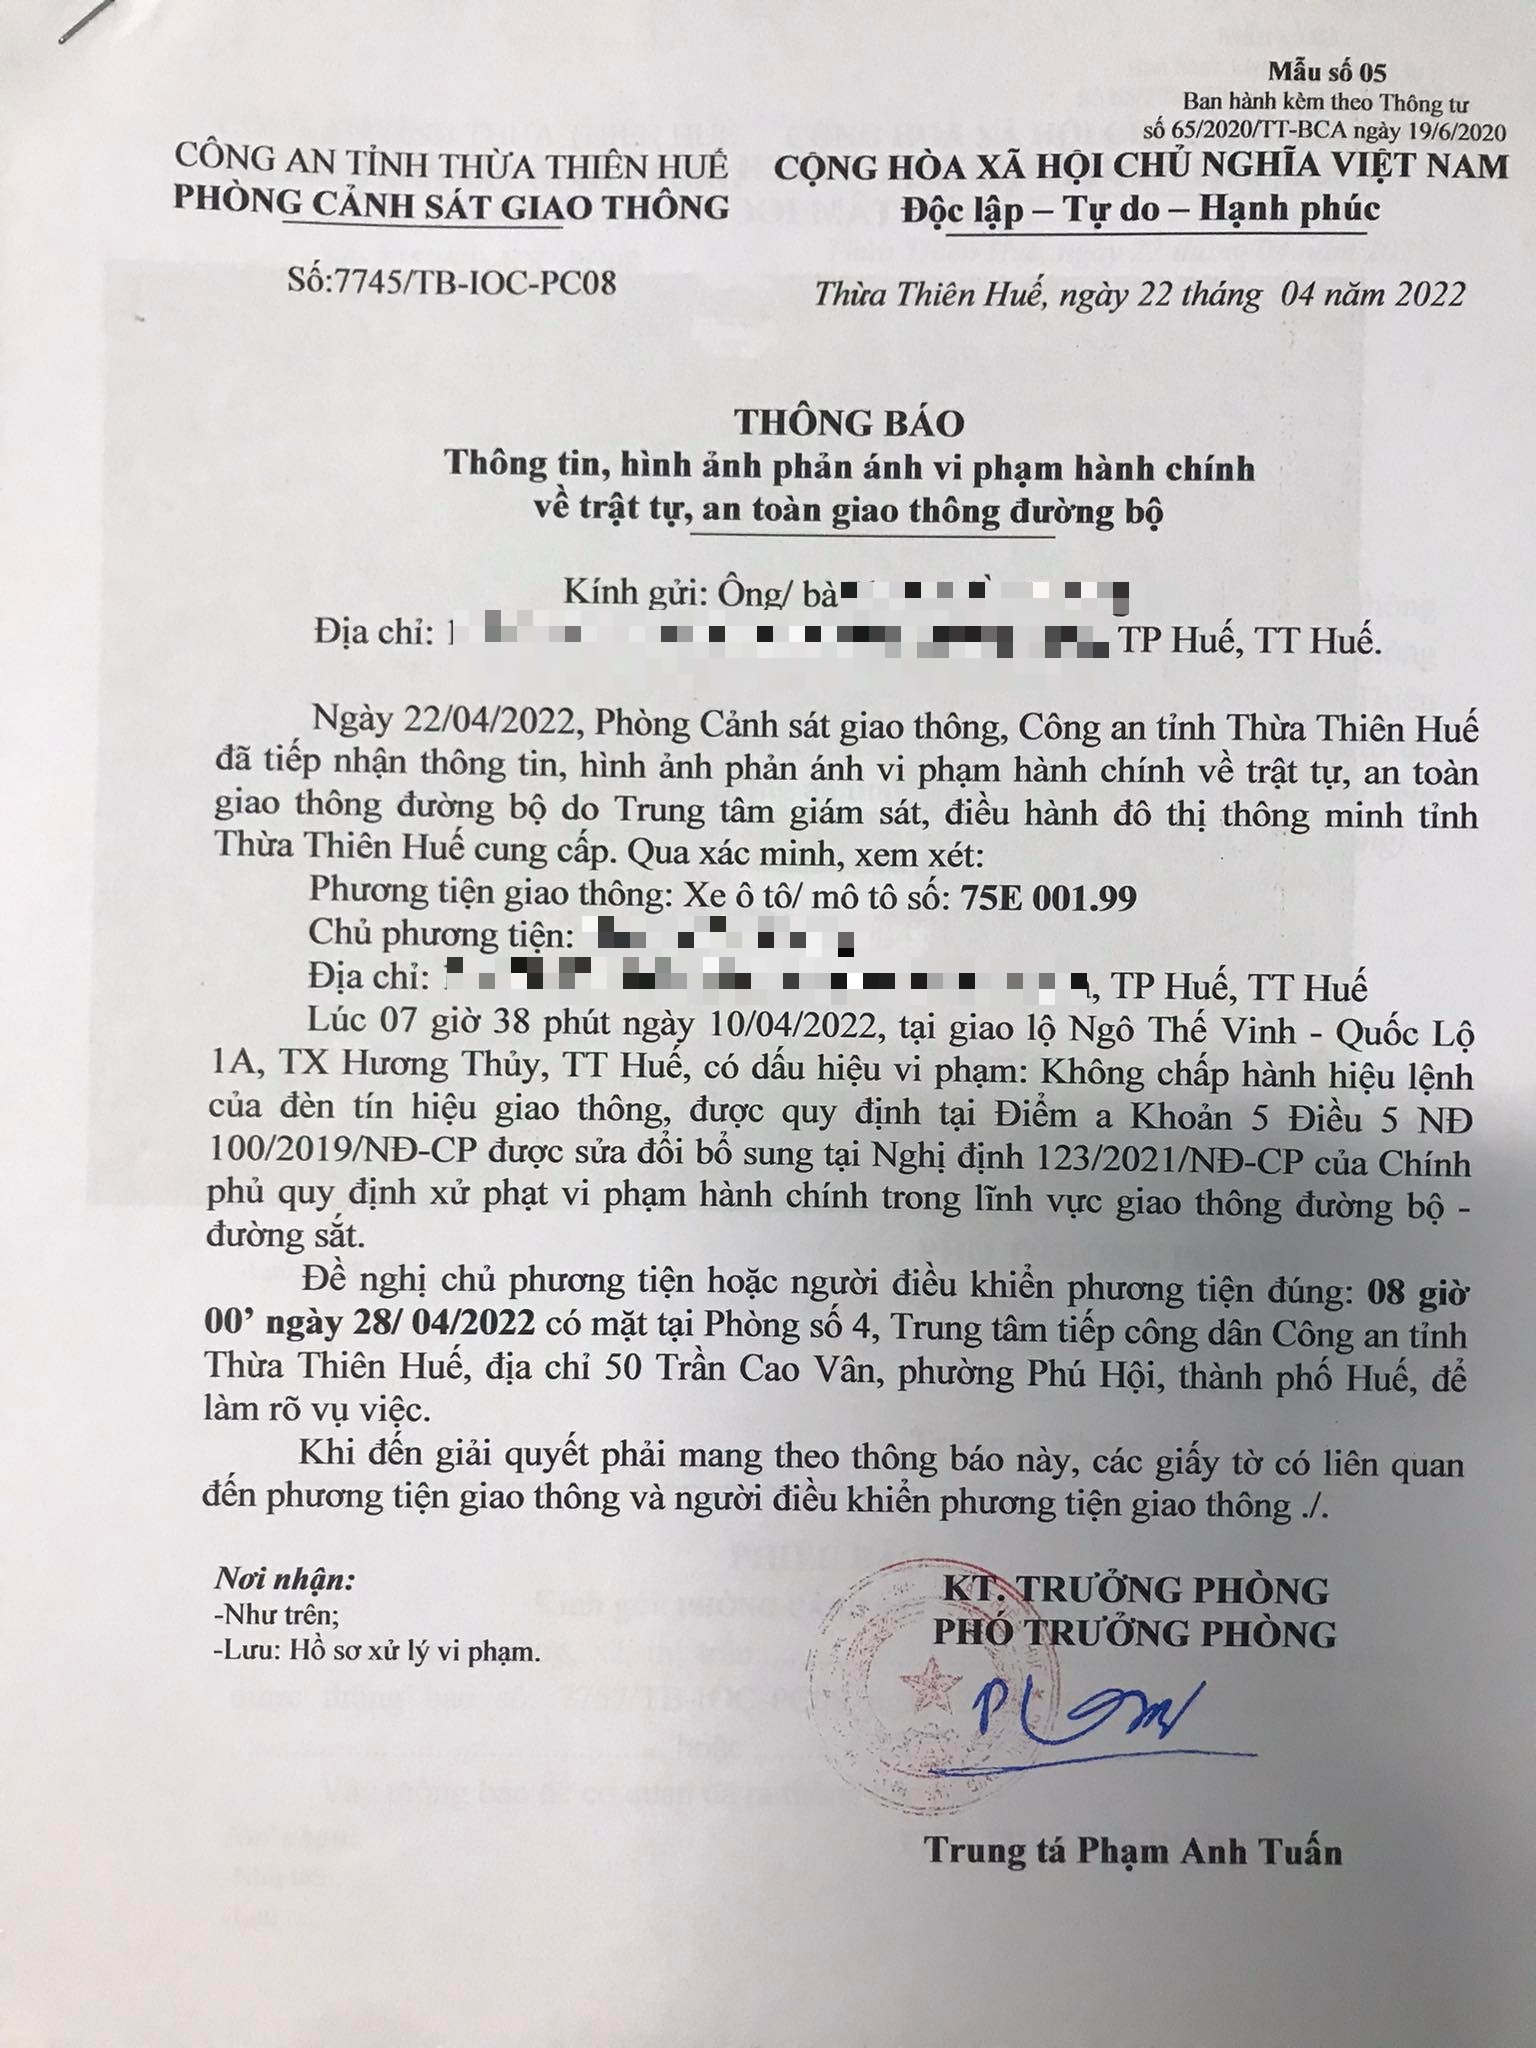 Mẫu số 05
Ban hành kèm theo Thông tư
số 65/2020/TT-BCA ngày 19/6/2020
CÔNG AN TỈNH THỪA THIÊN HUẾ
PHÒNG CẢNH SÁT GIAO THÔNG
CỘNG HÒA XÃ HỘI CHỦ NGHĨA VIỆT NAM
Độc lập – Tự do – Hạnh phúc
Số:7745/TB-IOC-PC08
Thừa Thiên Huế, ngày 22 tháng 04 năm 2022
THÔNG BÁO
Thông tin, hình ảnh phản ánh vi phạm hành chính
về trật tự, an toàn giao thông đường bộ
Kính gửi: Ông/ bà
Địa chỉ: TP Huế, TT Huế.
Ngày 22/04/2022, Phòng Cảnh sát giao thông, Công an tỉnh Thừa Thiên Huế
đã tiếp nhận thông tin, hình ảnh phản ánh vi phạm hành chính về trật tự, an toàn
giao thông đường bộ do Trung tâm giám sát, điều hành đô thị thông minh tỉnh
Thừa Thiên Huế cung cấp. Qua xác minh, xem xét:
Phương tiện giao thông: Xe ô tô/ mô tô số: 75E 001.99
Chủ phương tiện:
Địa chỉ: , TP Huế, TT Huế
Lúc 07 giờ 38 phút ngày 10/04/2022, tại giao lộ Ngô Thế Vinh - Quốc Lộ
1A, TX Hương Thủy, TT Huế, có dấu hiệu vi phạm: Không chấp hành hiệu lệnh
của đèn tín hiệu giao thông, được quy định tại Điểm a Khoản 5 Điều 5 NĐ
100/2019/NĐ-CP được sửa đổi bổ sung tại Nghị định 123/2021/NĐ-CP của Chính
phủ quy định xử phạt vi phạm hành chính trong lĩnh vực giao thông đường bộ -
đường sắt.
Đề nghị chủ phương tiện hoặc người điều khiển phương tiện đúng: 08 giờ
00’ ngày 28/ 04/2022 có mặt tại Phòng số 4, Trung tâm tiếp công dân Công an tỉnh
Thừa Thiên Huế, địa chỉ 50 Trần Cao Vân, phường Phú Hội, thành phố Huế, để
làm rõ vụ việc.
Khi đến giải quyết phải mang theo thông báo này, các giấy tờ có liên quan
đến phương tiện giao thông và người điều khiển phương tiện giao thông ./.
Nơi nhận:
-Như trên;
-Lưu: Hồ sơ xử lý vi phạm.
KT. TRƯỞNG PHÒNG
PHÓ TRƯỞNG PHÒNG
Trung tá Phạm Anh Tuấn